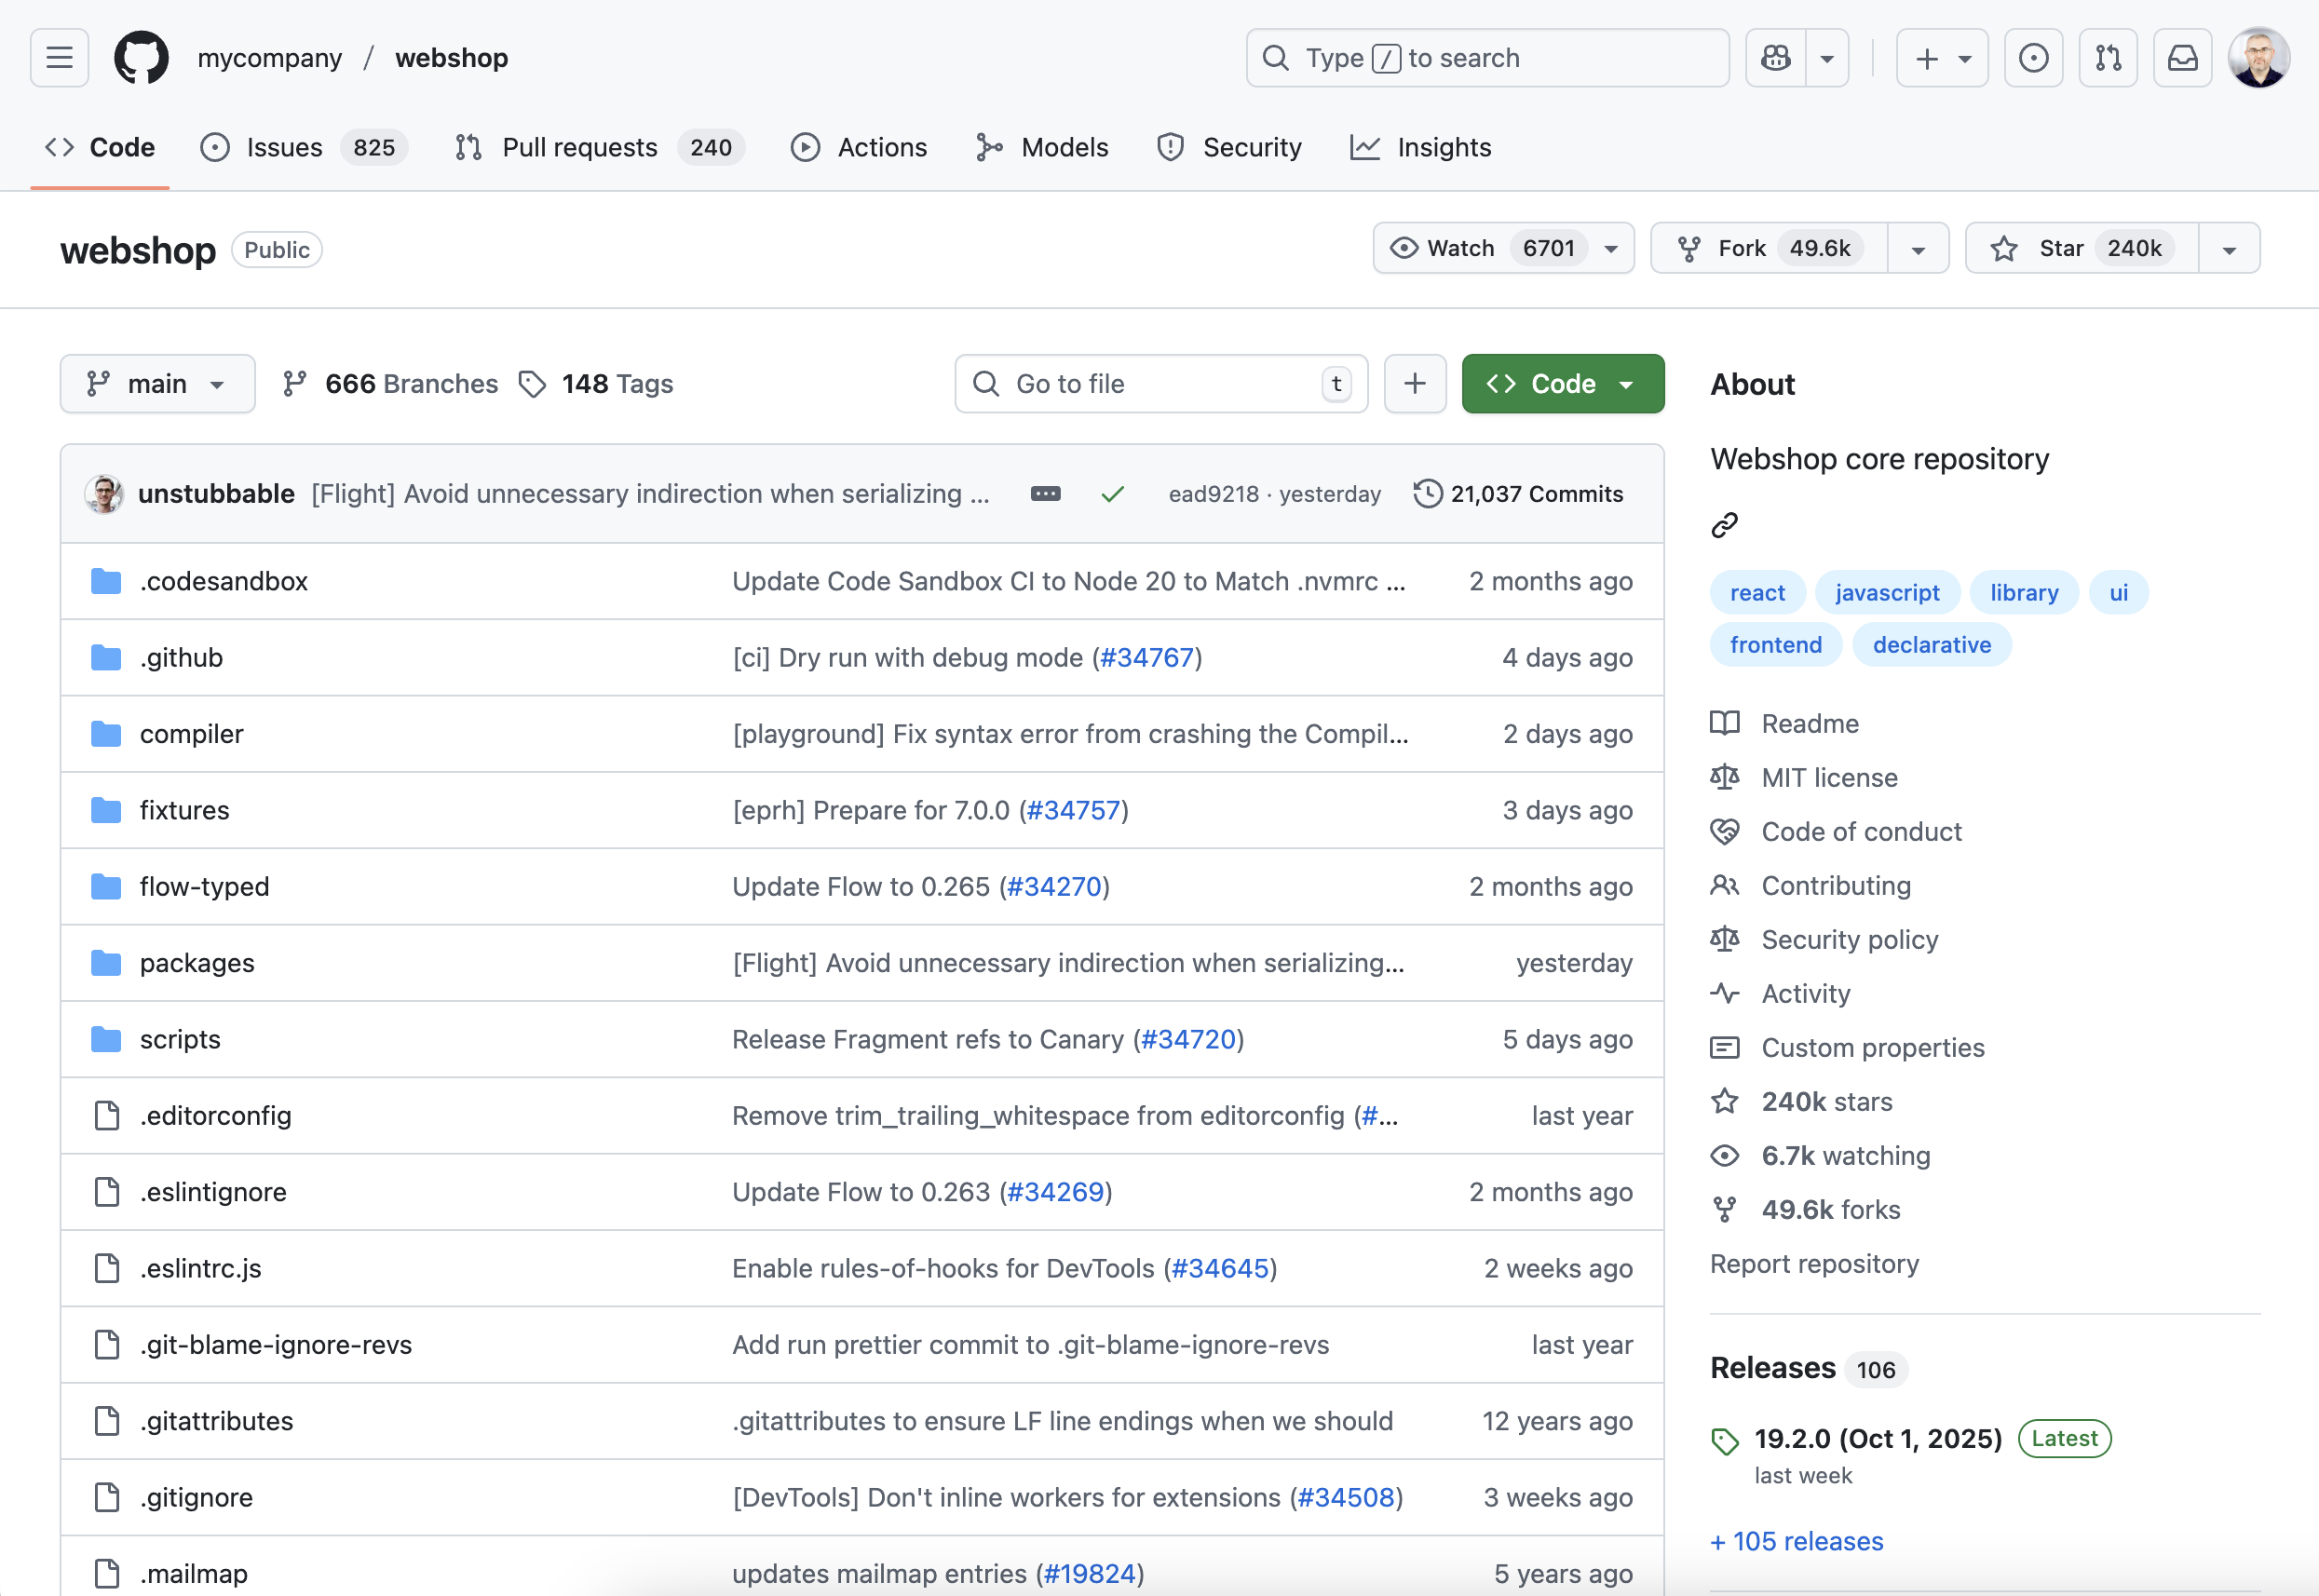 mycompany / webshop
Type / to search
Code
Issues 825
Pull requests 240
Actions
Models
Security
Insights
webshop Public
Watch 6701
Fork 49.6k
Star 240k
main
666 Branches
148 Tags
Go to file t
Code
unstubbable [Flight] Avoid unnecessary indirection when serializing ... ead9218 · yesterday 21,037 Commits
.codesandbox Update Code Sandbox CI to Node 20 to Match .nvmrc ... 2 months ago
.github [ci] Dry run with debug mode (#34767) 4 days ago
compiler [playground] Fix syntax error from crashing the Compil... 2 days ago
fixtures [eprh] Prepare for 7.0.0 (#34757) 3 days ago
flow-typed Update Flow to 0.265 (#34270) 2 months ago
packages [Flight] Avoid unnecessary indirection when serializing... yesterday
scripts Release Fragment refs to Canary (#34720) 5 days ago
.editorconfig Remove trim_trailing_whitespace from editorconfig (#... last year
.eslintignore Update Flow to 0.263 (#34269) 2 months ago
.eslintrc.js Enable rules-of-hooks for DevTools (#34645) 2 weeks ago
.git-blame-ignore-revs Add run prettier commit to .git-blame-ignore-revs last year
.gitattributes .gitattributes to ensure LF line endings when we should 12 years ago
.gitignore [DevTools] Don't inline workers for extensions (#34508) 3 weeks ago
.mailmap updates mailmap entries (#19824) 5 years ago
About
Webshop core repository
react javascript library ui
frontend declarative
Readme
MIT license
Code of conduct
Contributing
Security policy
Activity
Custom properties
240k stars
6.7k watching
49.6k forks
Report repository
Releases 106
19.2.0 (Oct 1, 2025) Latest
last week
+ 105 releases